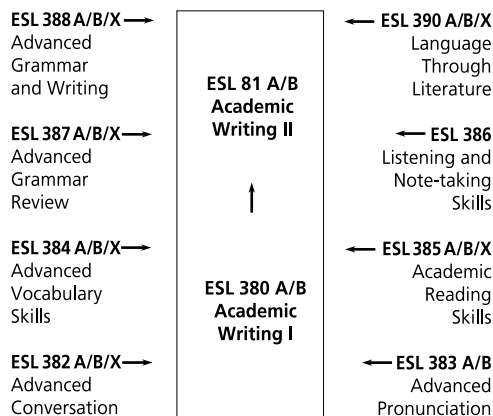 ESL 388 A/B/X
Advanced
Grammar
and Writing
ESL 387 A/B/X
Advanced
Grammar
Review
ESL 384 A/B/X
Advanced
Vocabulary
Skills
ESL 382 A/B/X
Advanced
Conversation
ESL 81 A/B
Academic
Writing II
ESL 380 A/B
Academic
Writing I
ESL 390 A/B/X
Language
Through
Literature
ESL 386
Listening and
Note-taking
Skills
ESL 385 A/B/X
Academic
Reading
Skills
ESL 383 A/B
Advanced
Pronunciation